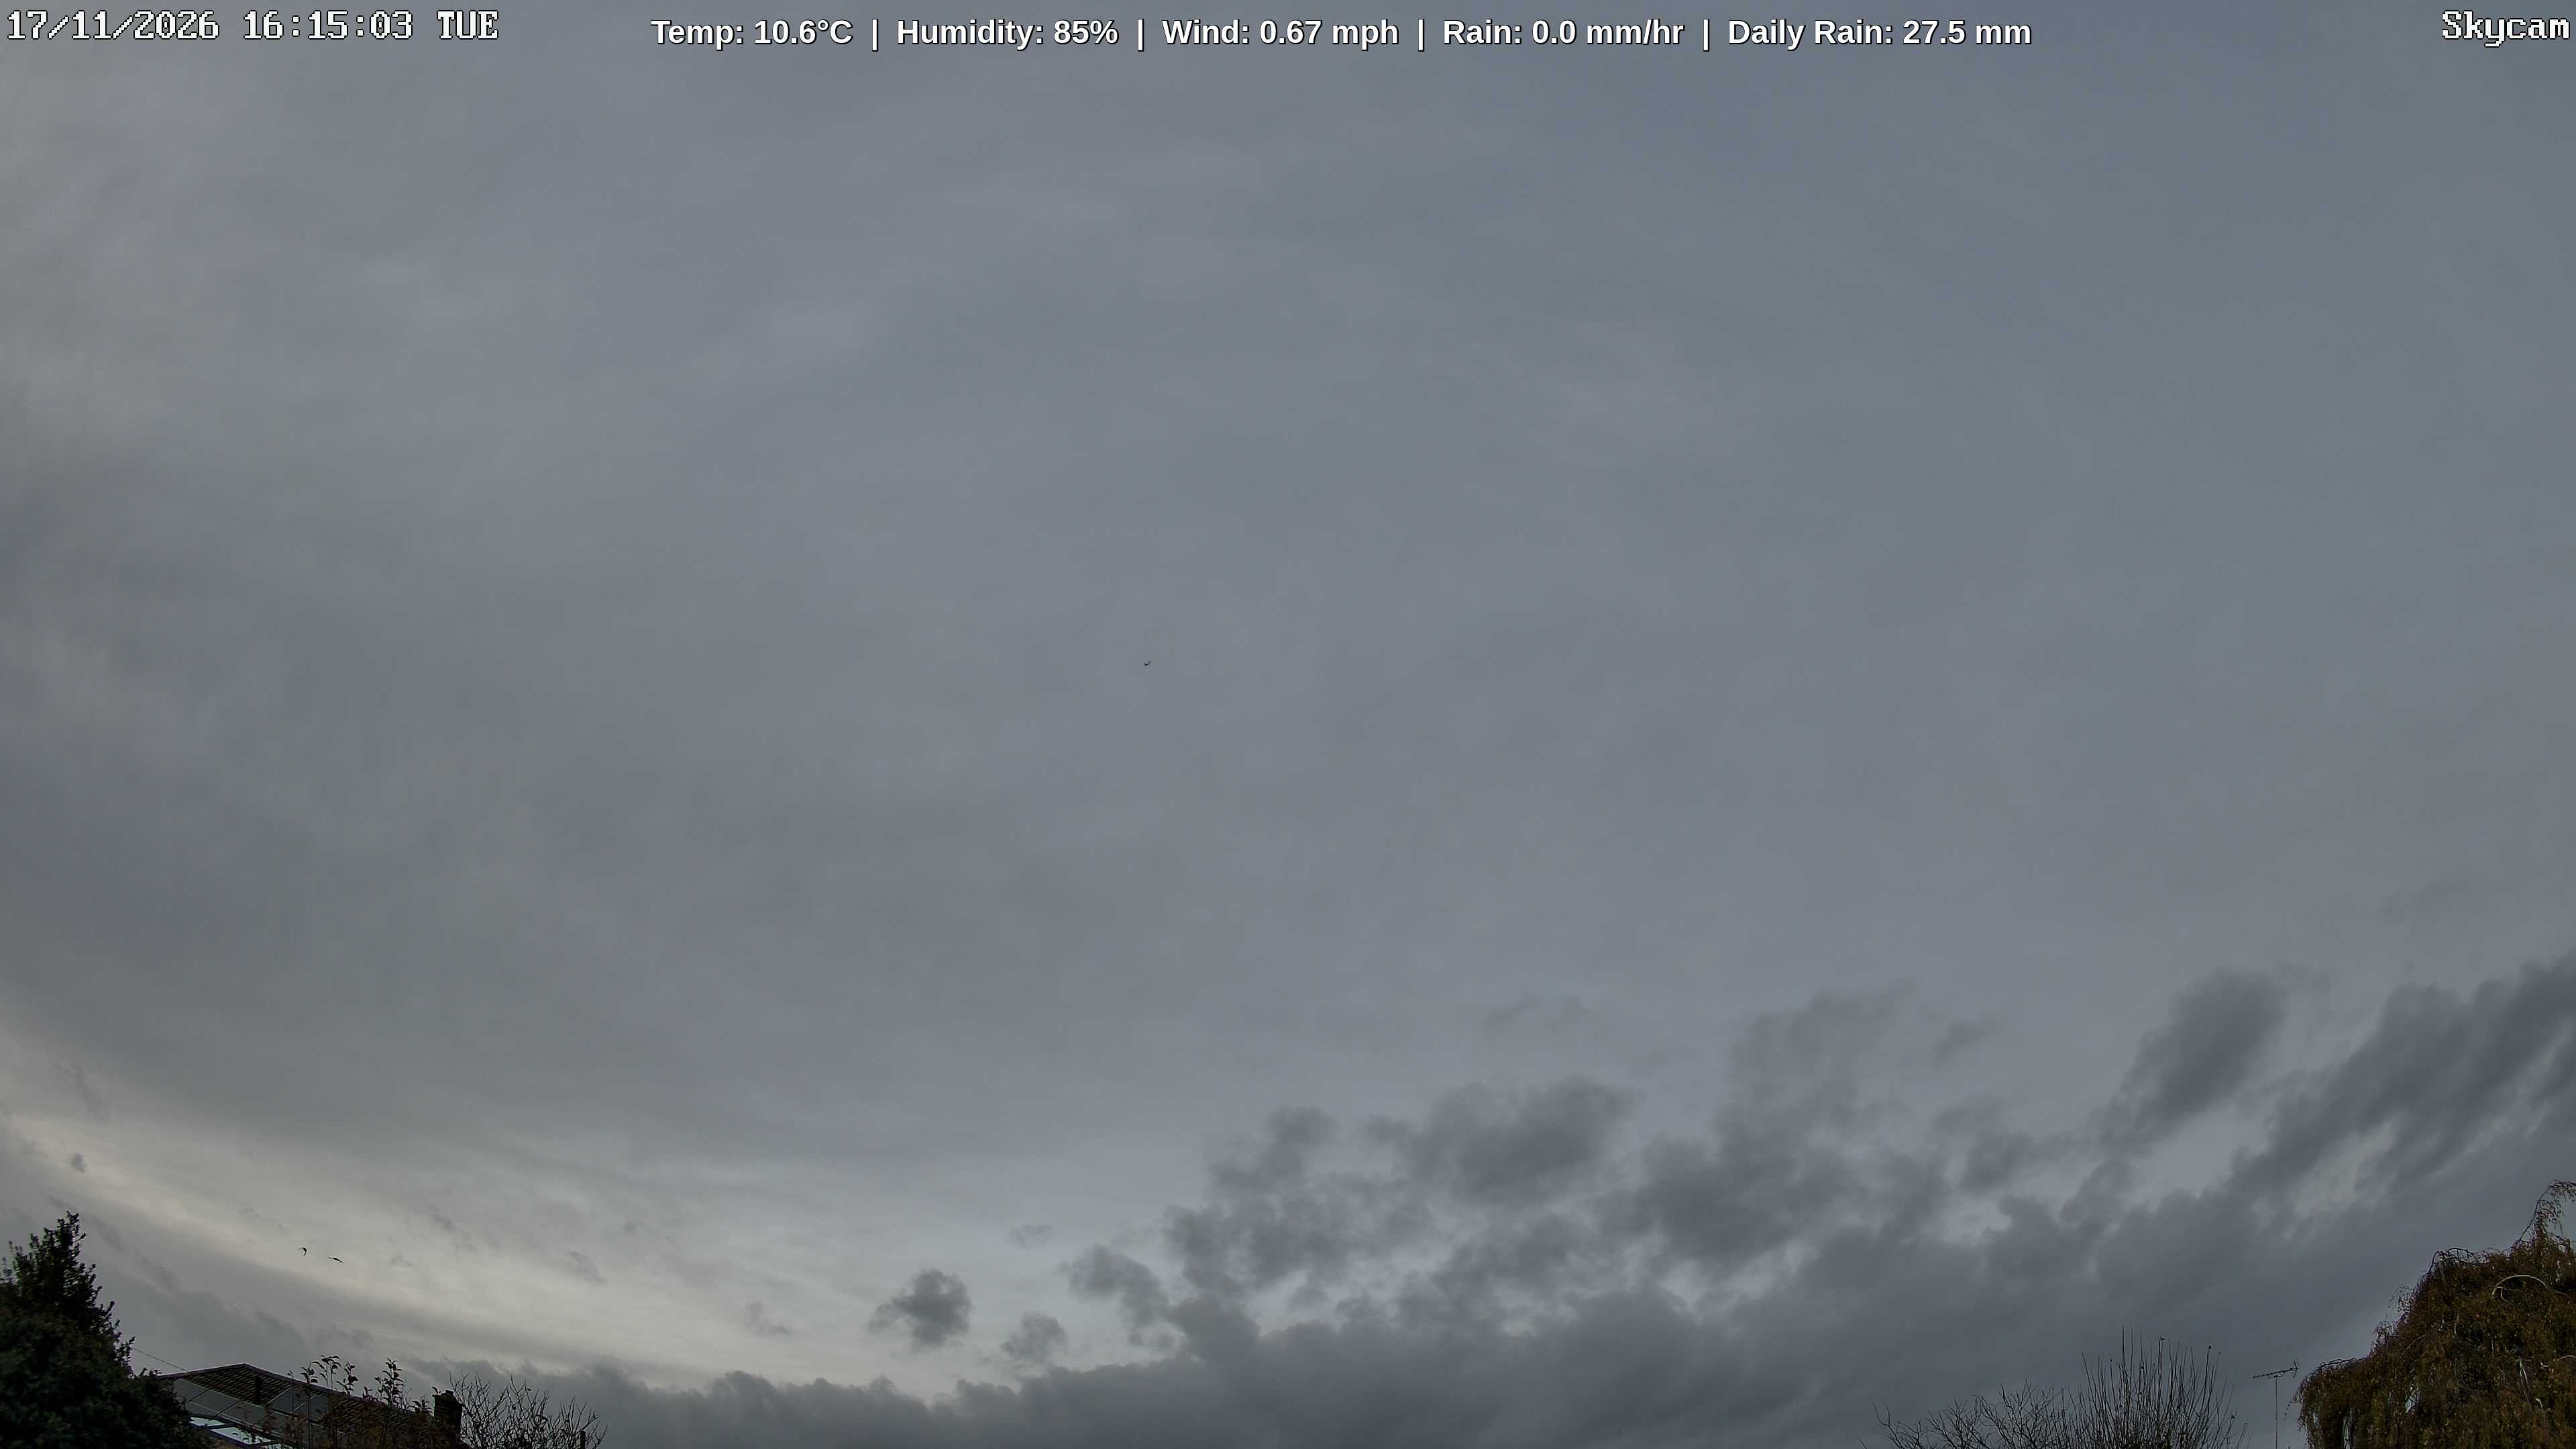 17/11/2026 16:15:03 TUE
Temp: 10.6°C | Humidity: 85% | Wind: 0.67 mph | Rain: 0.0 mm/hr | Daily Rain: 27.5 mm
Skycam